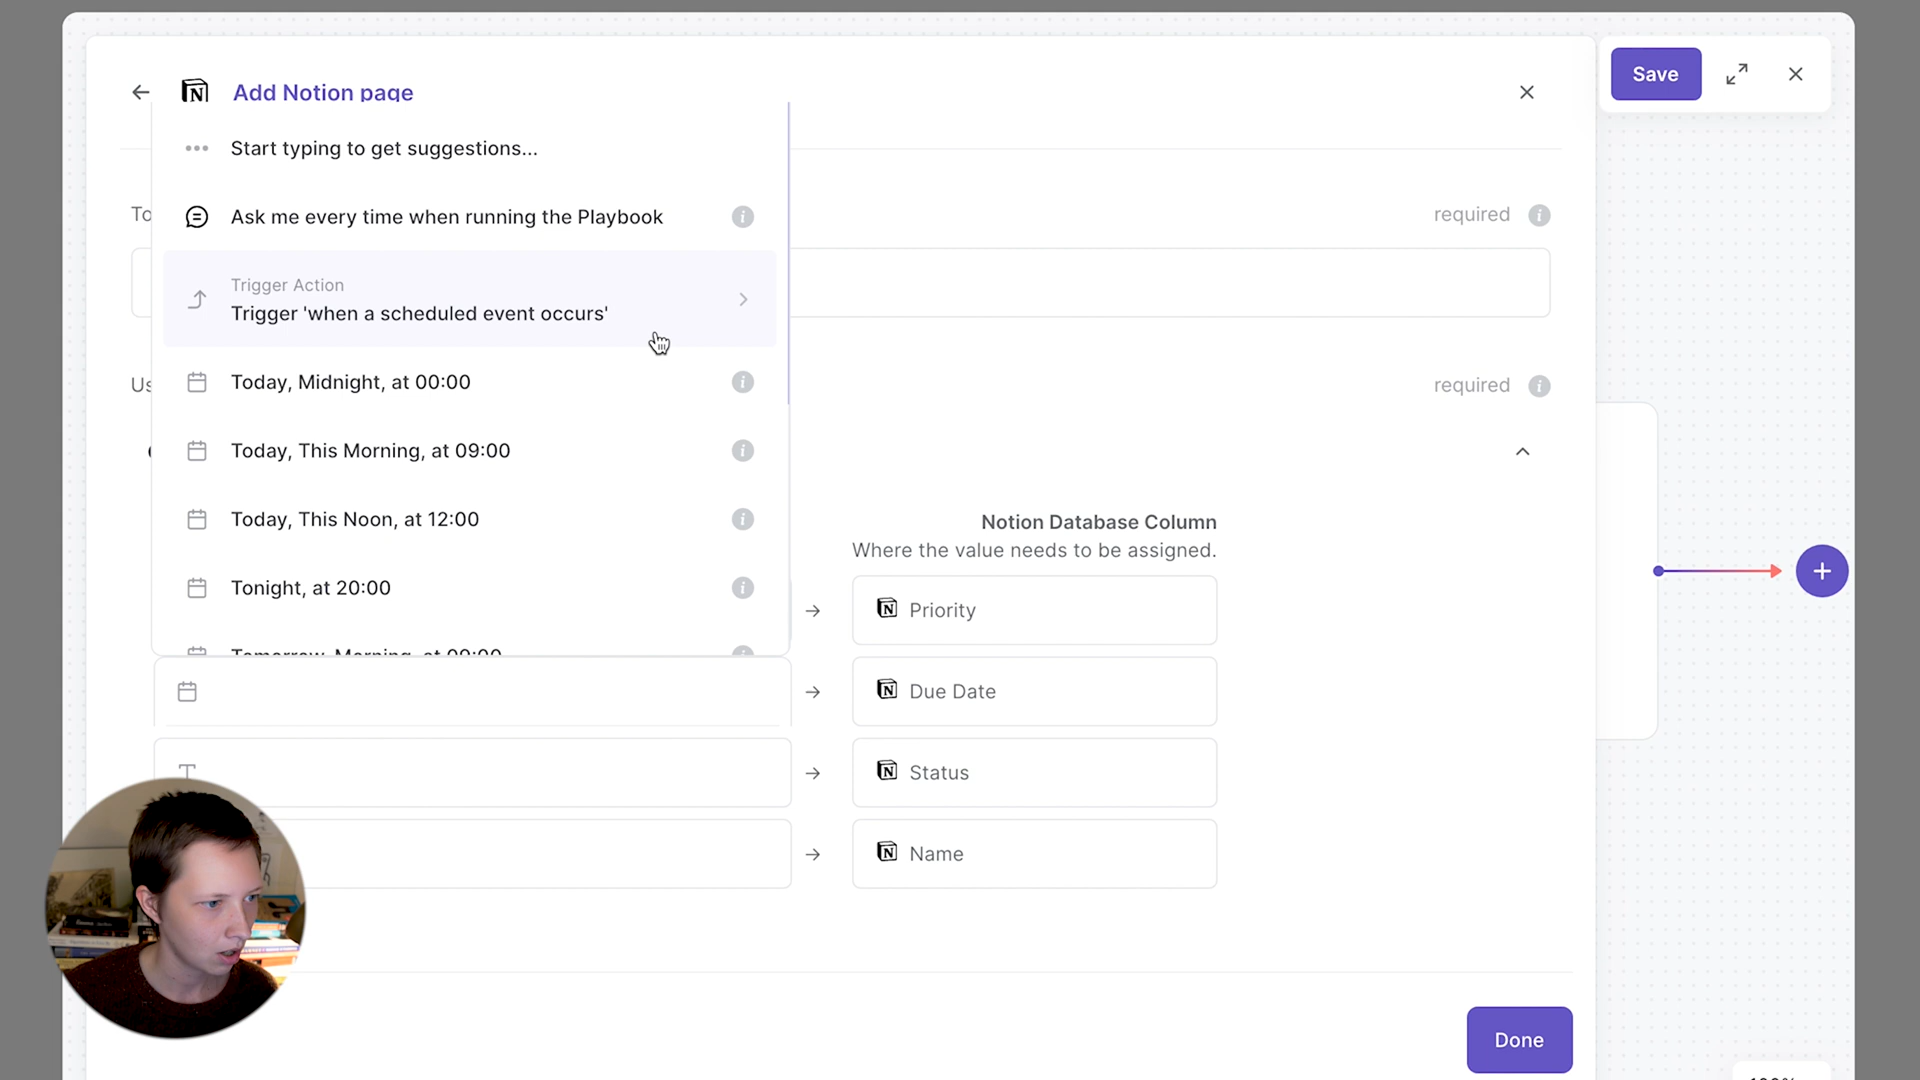 Add Notion page
Save
Start typing to get suggestions...
To
required
Ask me every time when running the Playbook
Trigger Action
Trigger 'when a scheduled event occurs'
Us
required
Today, Midnight, at 00:00
Today, This Morning, at 09:00
Today, This Noon, at 12:00
Tonight, at 20:00
Tomorrow, Morning, at 09:00
Notion Database Column
Where the value needs to be assigned.
Priority
Due Date
Status
Name
Done